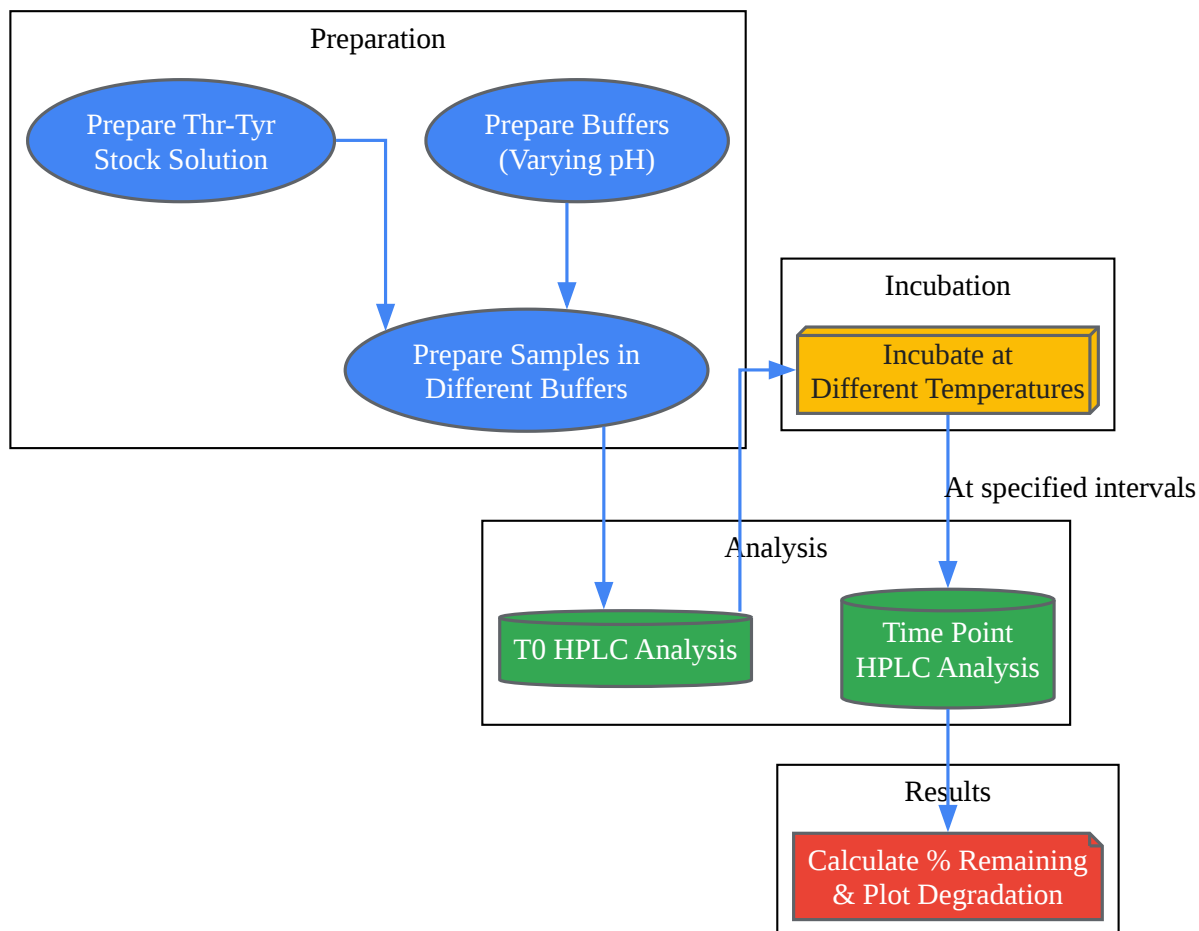 Preparation
Prepare Thr-Tyr
Stock Solution
Prepare Buffers
(Varying pH)
Prepare Samples in
Different Buffers
Incubation
Incubate at
Different Temperatures
At specified intervals
Analysis
T0 HPLC Analysis
Time Point
HPLC Analysis
Results
Calculate % Remaining
& Plot Degradation